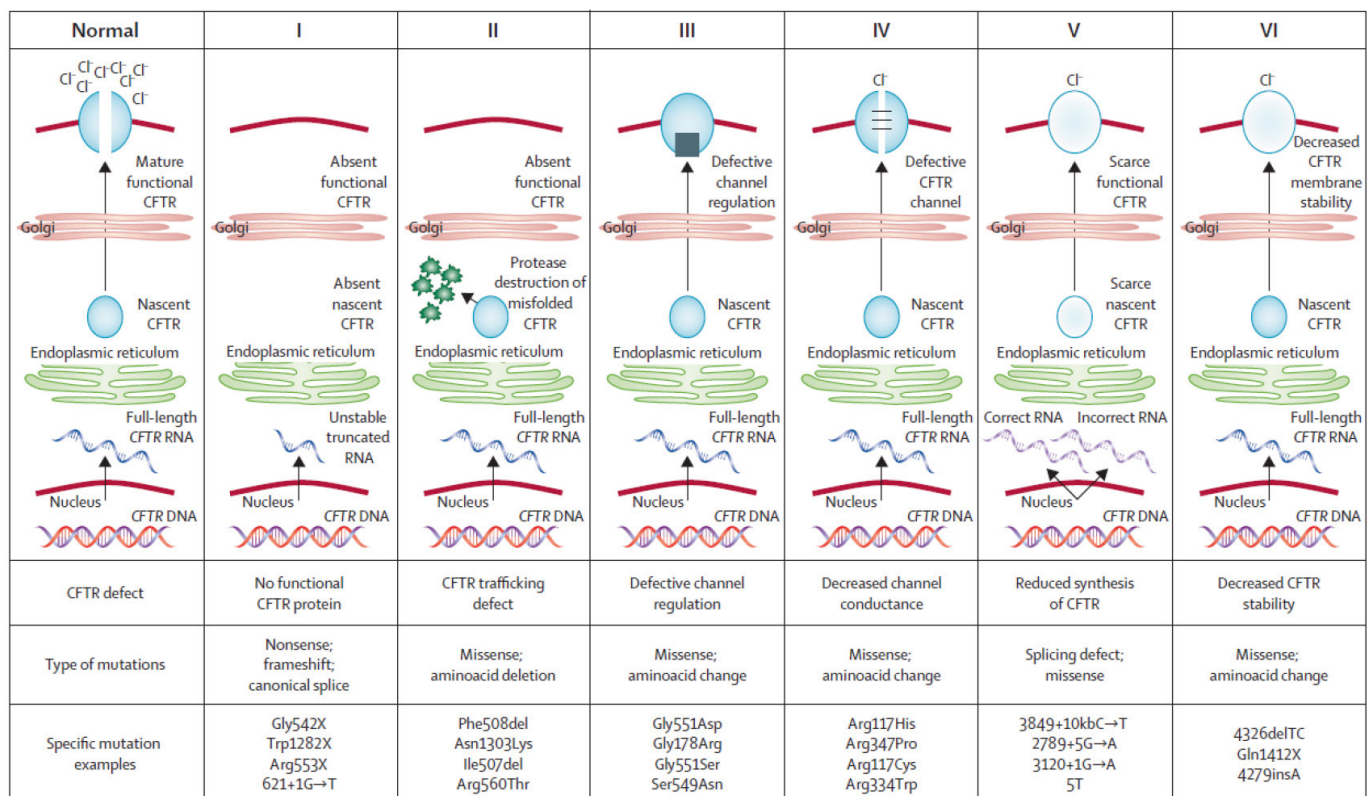 Normal
I
II
III
IV
V
VI
Cl⁻ Cl⁻ Cl⁻ Cl⁻ Cl⁻ Cl⁻ Cl⁻ Cl⁻
Mature
functional
CFTR
Golgi
Nascent
CFTR
Endoplasmic reticulum
Full-length
CFTR RNA
Nucleus
CFTR DNA
Absent
functional
CFTR
Golgi
Absent
nascent
CFTR
Endoplasmic reticulum
Unstable
truncated
RNA
Nucleus
CFTR DNA
Absent
functional
CFTR
Golgi
Protease
destruction of
misfolded
CFTR
Endoplasmic reticulum
Full-length
CFTR RNA
Nucleus
CFTR DNA
Defective
channel
regulation
Golgi
Nascent
CFTR
Endoplasmic reticulum
Full-length
CFTR RNA
Nucleus
CFTR DNA
Cl⁻
Defective
CFTR
channel
Golgi
Nascent
CFTR
Endoplasmic reticulum
Full-length
CFTR RNA
Nucleus
CFTR DNA
Cl⁻
Scarce
functional
CFTR
Golgi
Scarce
nascent
CFTR
Endoplasmic reticulum
Correct RNA
Incorrect RNA
Nucleus
CFTR DNA
Cl⁻
Decreased
CFTR
membrane
stability
Golgi
Nascent
CFTR
Endoplasmic reticulum
Full-length
CFTR RNA
Nucleus
CFTR DNA
CFTR defect
No functional
CFTR protein
CFTR trafficking
defect
Defective channel
regulation
Decreased channel
conductance
Reduced synthesis
of CFTR
Decreased CFTR
stability
Type of mutations
Nonsense;
frameshift;
canonical splice
Missense;
aminoacid deletion
Missense;
aminoacid change
Missense;
aminoacid change
Splicing defect;
missense
Missense;
aminoacid change
Specific mutation
examples
Gly542X
Trp1282X
Arg553X
621+1G→T
Phe508del
Asn1303Lys
Ile507del
Arg560Thr
Gly551Asp
Gly178Arg
Gly551Ser
Ser549Asn
Arg117His
Arg347Pro
Arg117Cys
Arg334Trp
3849+10kbC→T
2789+5G→A
3120+1G→A
5T
4326delTC
Gln1412X
4279insA